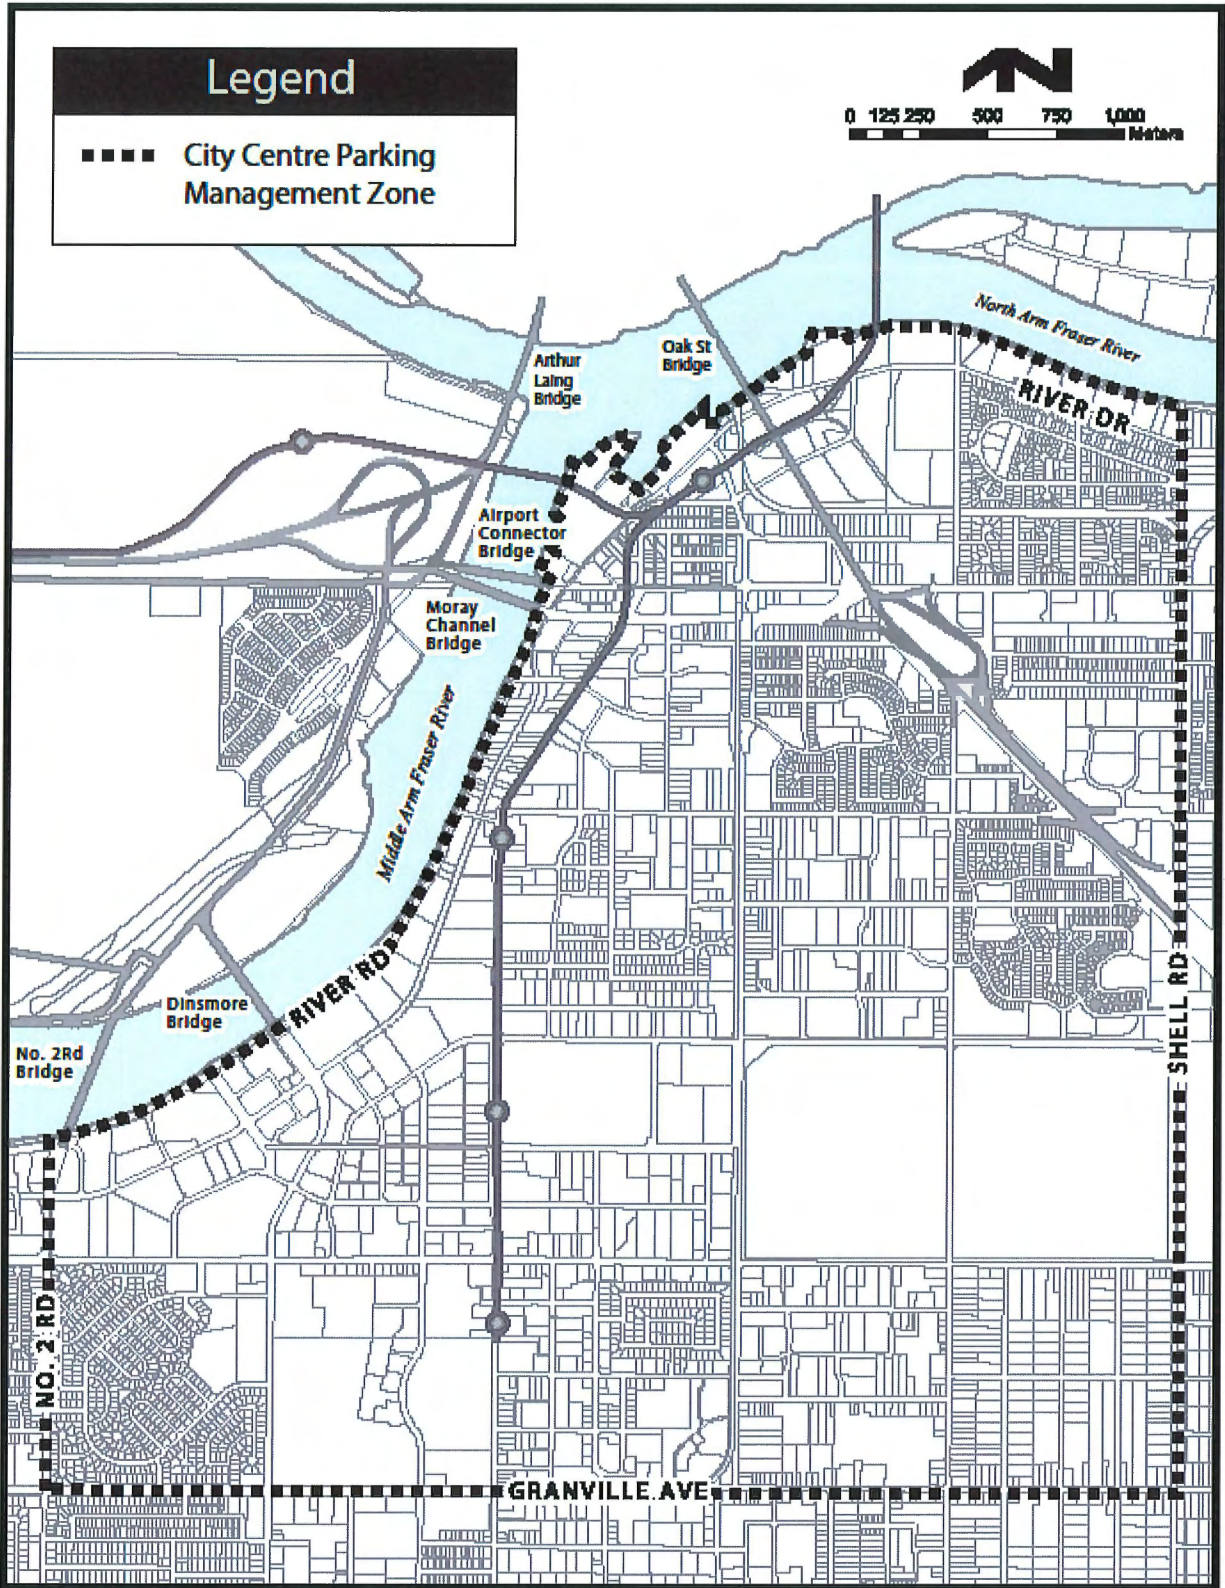 Legend
City Centre Parking
Management Zone
N
0 125 250 500 750 1,000
Meters
North Arm Fraser River
Oak St
Bridge
Arthur
Laing
Bridge
RIVER DR
Airport
Connector
Bridge
Moray
Channel
Bridge
Middle Arm Fraser River
RIVER RD
Dinsmore
Bridge
No. 2Rd
Bridge
SHELL RD
NO. 2 RD
GRANVILLE AVE